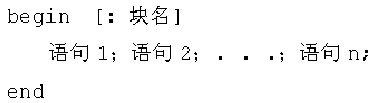 begin [: 块名]
语句1; 语句2; . . .; 语句n;
end